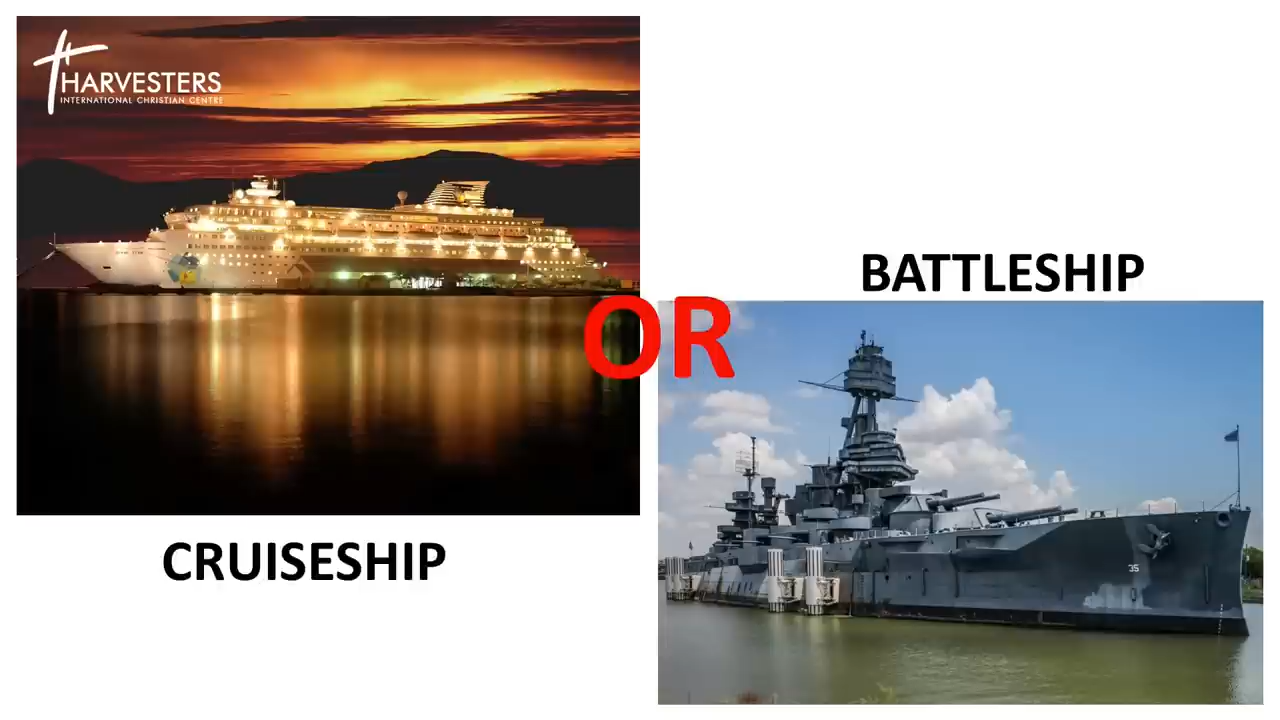 HARVESTERS
INTERNATIONAL CHRISTIAN CENTRE
BATTLESHIP
OR
35
CRUISESHIP